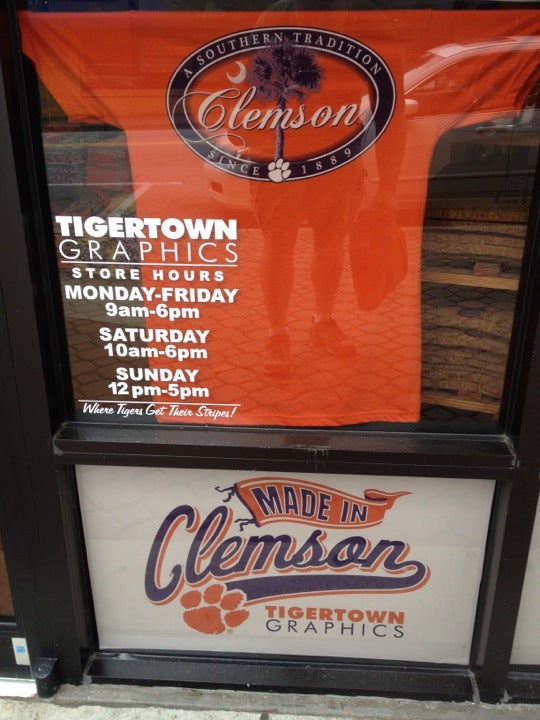 A SOUTHERN TRADITION
Clemson
SINCE 1889
TIGERTOWN
GRAPHICS
STORE HOURS
MONDAY-FRIDAY
9am-6pm
SATURDAY
10am-6pm
SUNDAY
12pm-5pm
Where Tigers Get Their Stripes!
MADE IN
Clemson
TIGERTOWN
GRAPHICS